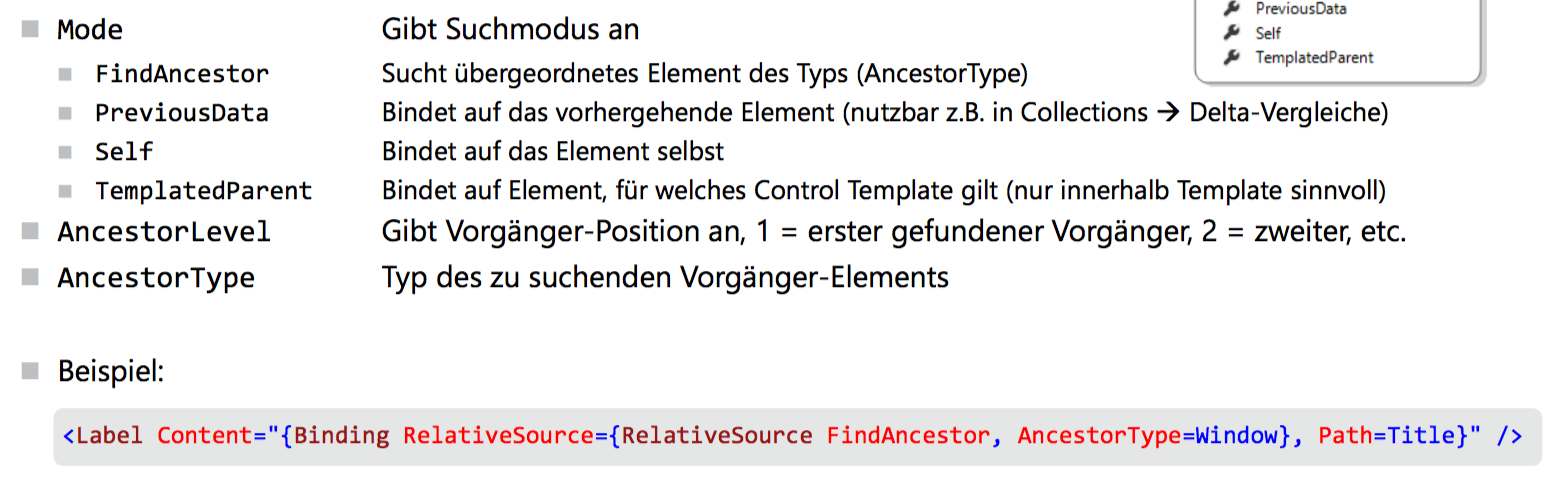 PreviousData
Self
TemplatedParent
Mode Gibt Suchmodus an
FindAncestor Sucht übergeordnetes Element des Typs (AncestorType)
PreviousData Bindet auf das vorhergehende Element (nutzbar z.B. in Collections → Delta-Vergleiche)
Self Bindet auf das Element selbst
TemplatedParent Bindet auf Element, für welches Control Template gilt (nur innerhalb Template sinnvoll)
AncestorLevel Gibt Vorgänger-Position an, 1 = erster gefundener Vorgänger, 2 = zweiter, etc.
AncestorType Typ des zu suchenden Vorgänger-Elements
Beispiel:
<Label Content="{Binding RelativeSource={RelativeSource FindAncestor, AncestorType=Window}, Path=Title}" />